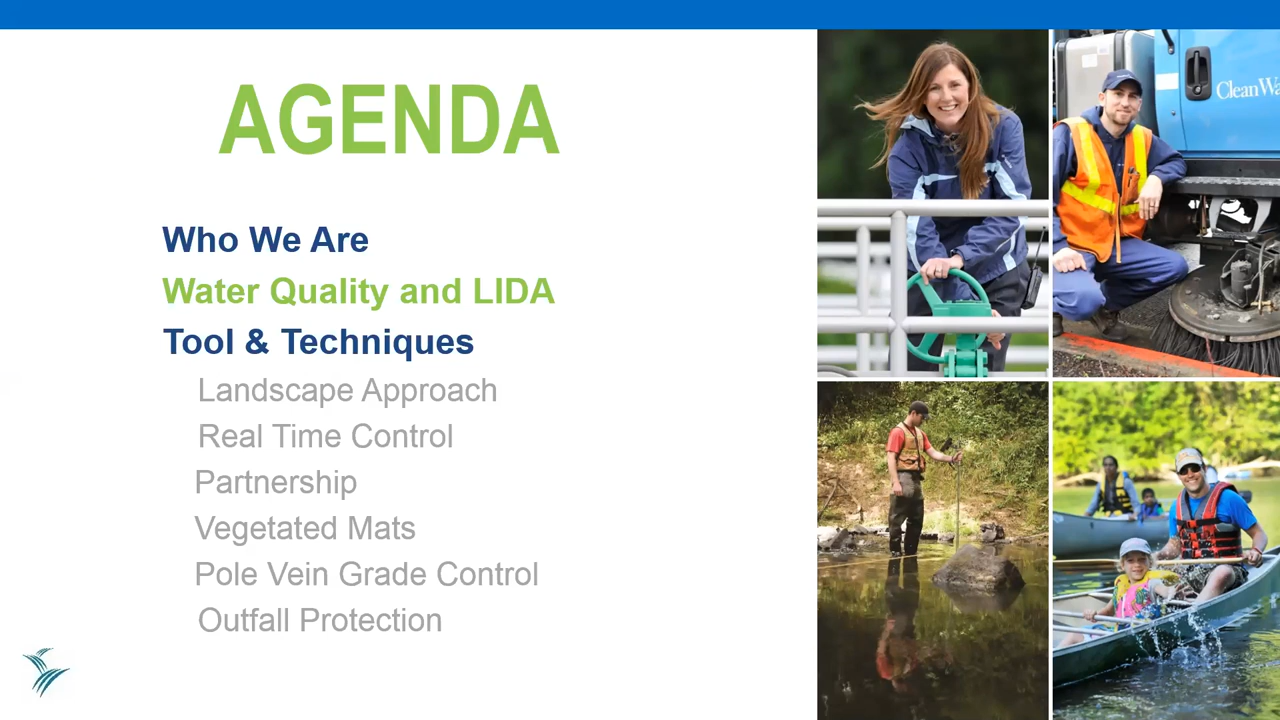 AGENDA
Who We Are
Water Quality and LIDA
Tool & Techniques
Landscape Approach
Real Time Control
Partnership
Vegetated Mats
Pole Vein Grade Control
Outfall Protection
CleanWa